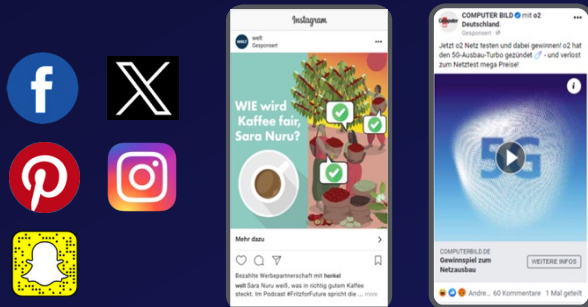 Instagram
welt
Gesponsert
WIE wird
Kaffee fair,
Sara Nuru?
Mehr dazu
Bezahlte Werbepartnerschaft mit henkel
welt Sara Nuru weiß, was in richtig gutem Kaffee
steckt. Im Podcast #FritzforFuture spricht die ... more
COMPUTER BILD mit o2
Deutschland.
Gesponsert
Jetzt o2 Netz testen und dabei gewinnen! o2 hat
den 5G-Ausbau-Turbo gezündet - und verlost
zum Netztest mega Preise!
5G
COMPUTERBILD.DE
Gewinnspiel zum
Netzausbau
WEITERE INFOS
Andre... 60 Kommentare 1 Mal geteilt